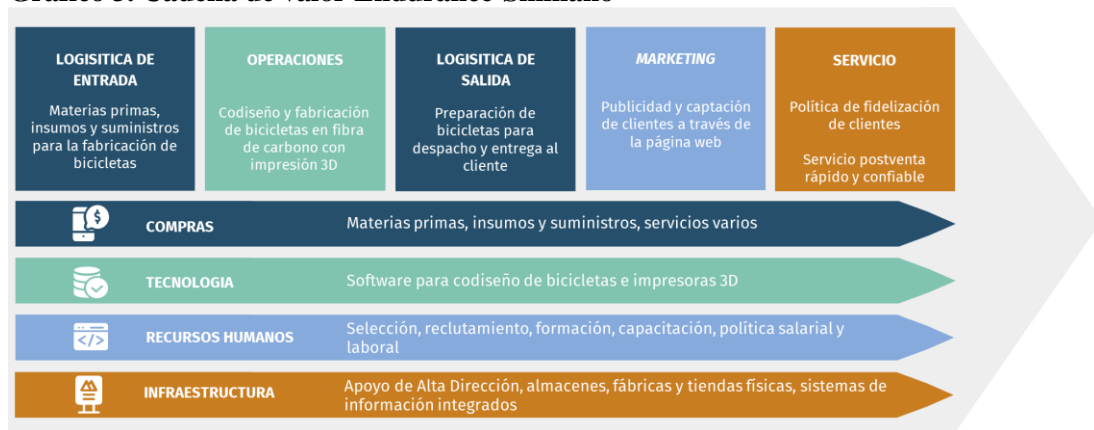 LOGISITICA DE
ENTRADA
Materias primas,
insumos y suministros
para la fabricación de
bicicletas
OPERACIONES
Codiseño y fabricación
de bicicletas en fibra
de carbono con
impresión 3D
LOGISITICA DE
SALIDA
Preparación de
bicicletas para
despacho y entrega al
cliente
MARKETING
Publicidad y captación
de clientes a través de
la página web
SERVICIO
Política de fidelización
de clientes
Servicio postventa
rápido y confiable
COMPRAS
Materias primas, insumos y suministros, servicios varios
TECNOLOGIA
Software para codiseño de bicicletas e impresoras 3D
RECURSOS HUMANOS
Selección, reclutamiento, formación, capacitación, política salarial y
laboral
INFRAESTRUCTURA
Apoyo de Alta Dirección, almacenes, fábricas y tiendas físicas, sistemas de
información integrados